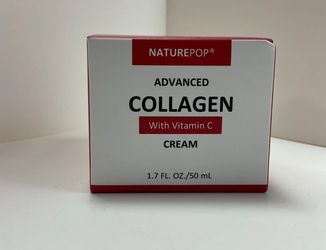 NATUREPOP®
ADVANCED
COLLAGEN
With Vitamin C
CREAM
1.7 FL. OZ./50 mL